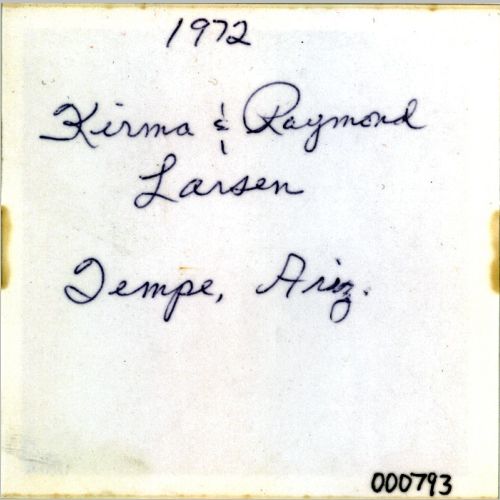 1972
Kirma & Raymond
Larsen
Tempe, Ariz.
000793